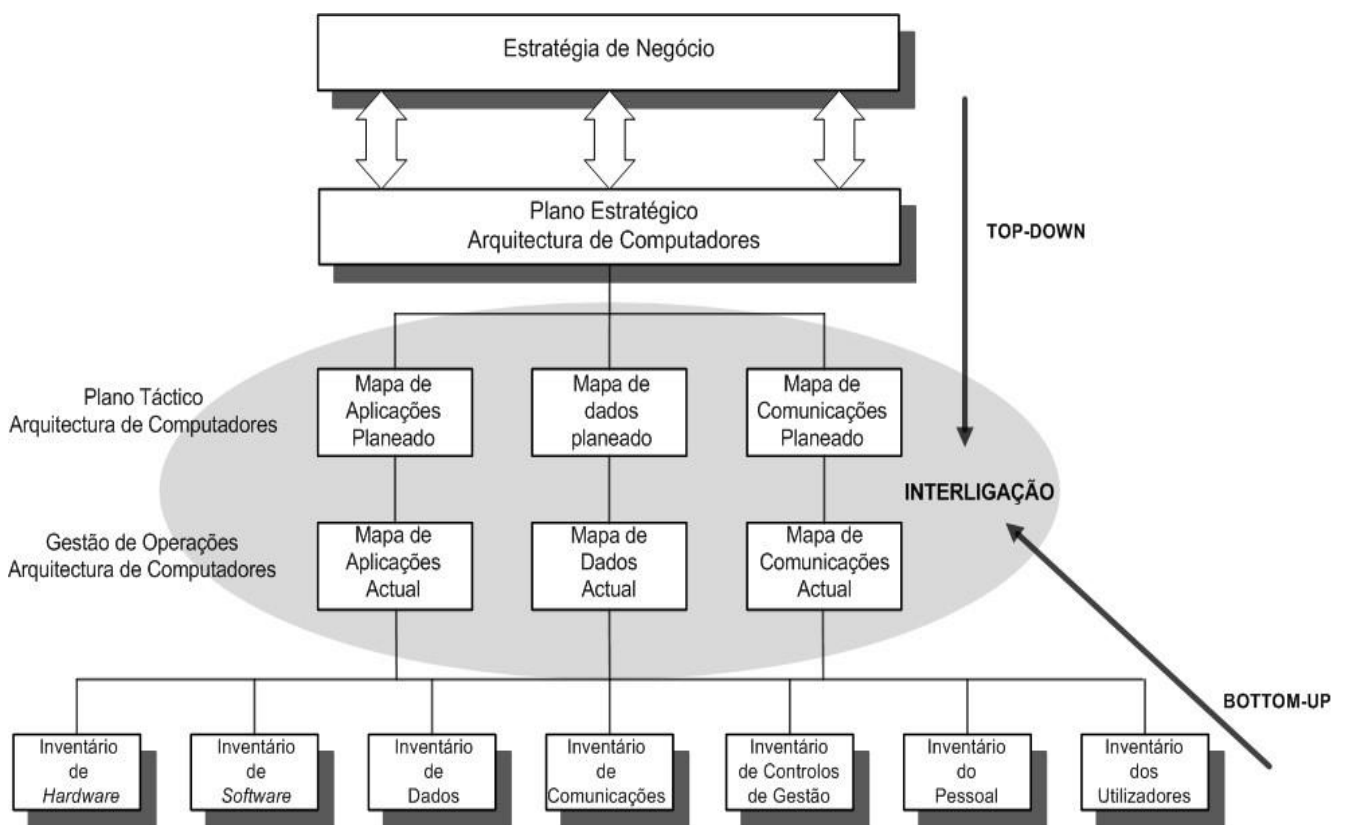 Estratégia de Negócio
Plano Estratégico
Arquitectura de Computadores
TOP-DOWN
Plano Táctico
Arquitectura de Computadores
Mapa de
Aplicações
Planeado
Mapa de
dados
planeado
Mapa de
Comunicações
Planeado
INTERLIGAÇÃO
Gestão de Operações
Arquitectura de Computadores
Mapa de
Aplicações
Actual
Mapa de
Dados
Actual
Mapa de
Comunicações
Actual
BOTTOM-UP
Inventário
de
Hardware
Inventário
de
Software
Inventário
de
Dados
Inventário
de
Comunicações
Inventário
de Controlos
de Gestão
Inventário
do
Pessoal
Inventário
dos
Utilizadores